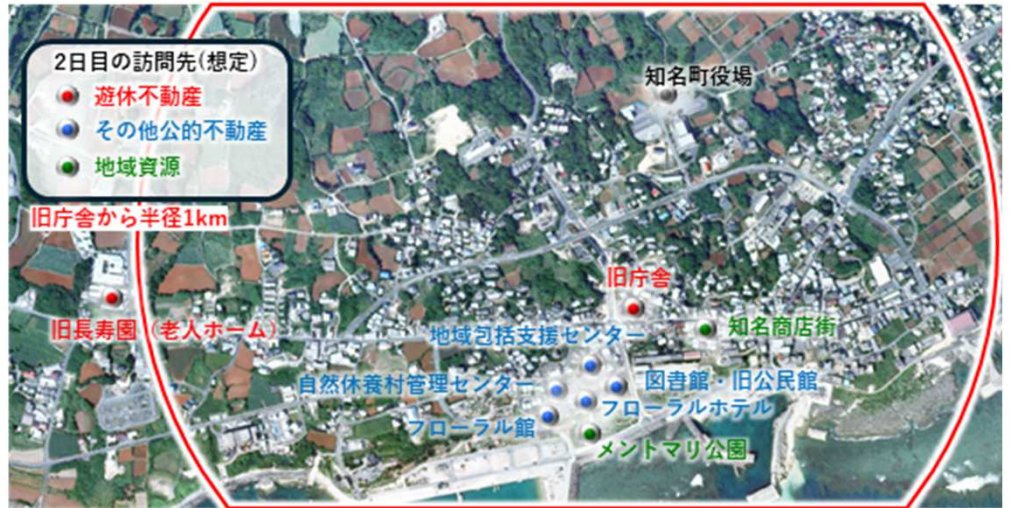 2日目の訪問先(想定)
遊休不動産
その他公的不動産
地域資源
旧庁舎から半径1km
知名町役場
旧庁舎
旧長寿園（老人ホーム）
地域包括支援センター
知名商店街
自然休養村管理センター
図書館・旧公民館
フローラルホテル
フローラル館
メントマリ公園